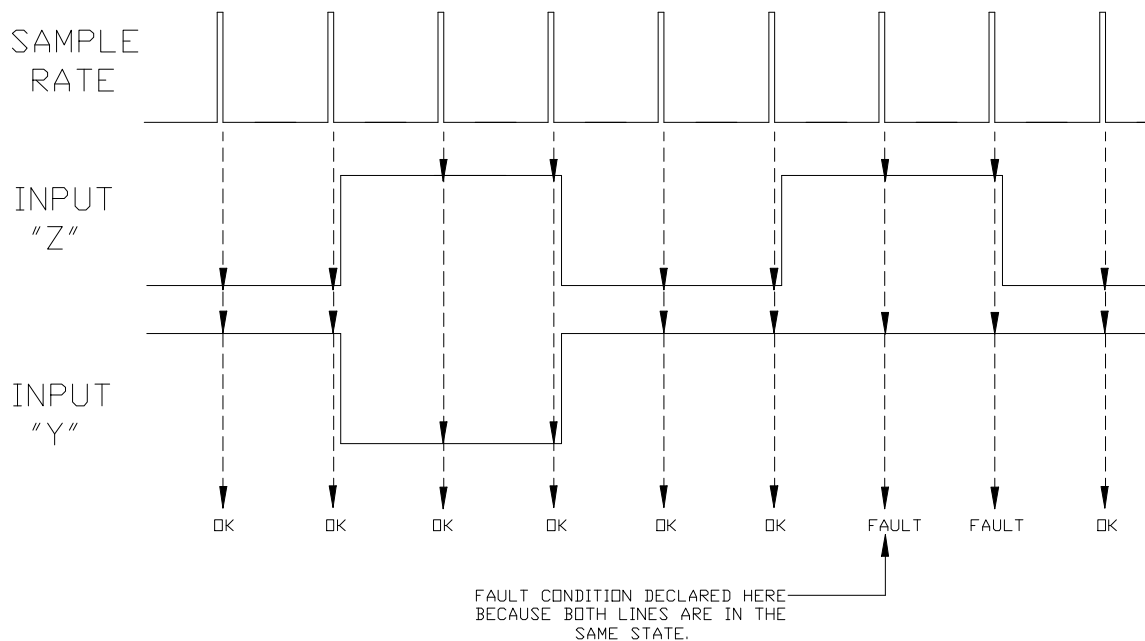 SAMPLE
RATE
INPUT
"Z"
INPUT
"Y"
OK OK OK OK OK OK FAULT FAULT OK
FAULT CONDITION DECLARED HERE
BECAUSE BOTH LINES ARE IN THE
SAME STATE.